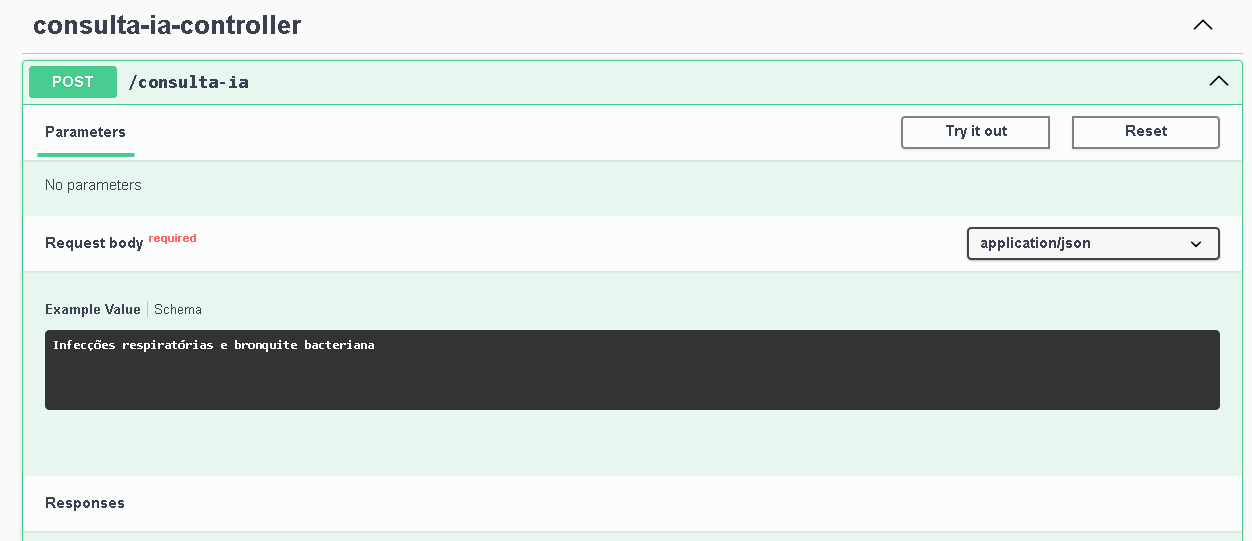 consulta-ia-controller
POST /consulta-ia
Parameters
Try it out
Reset
No parameters
Request body required
application/json
Example Value Schema
Infecções respiratórias e bronquite bacteriana
Responses